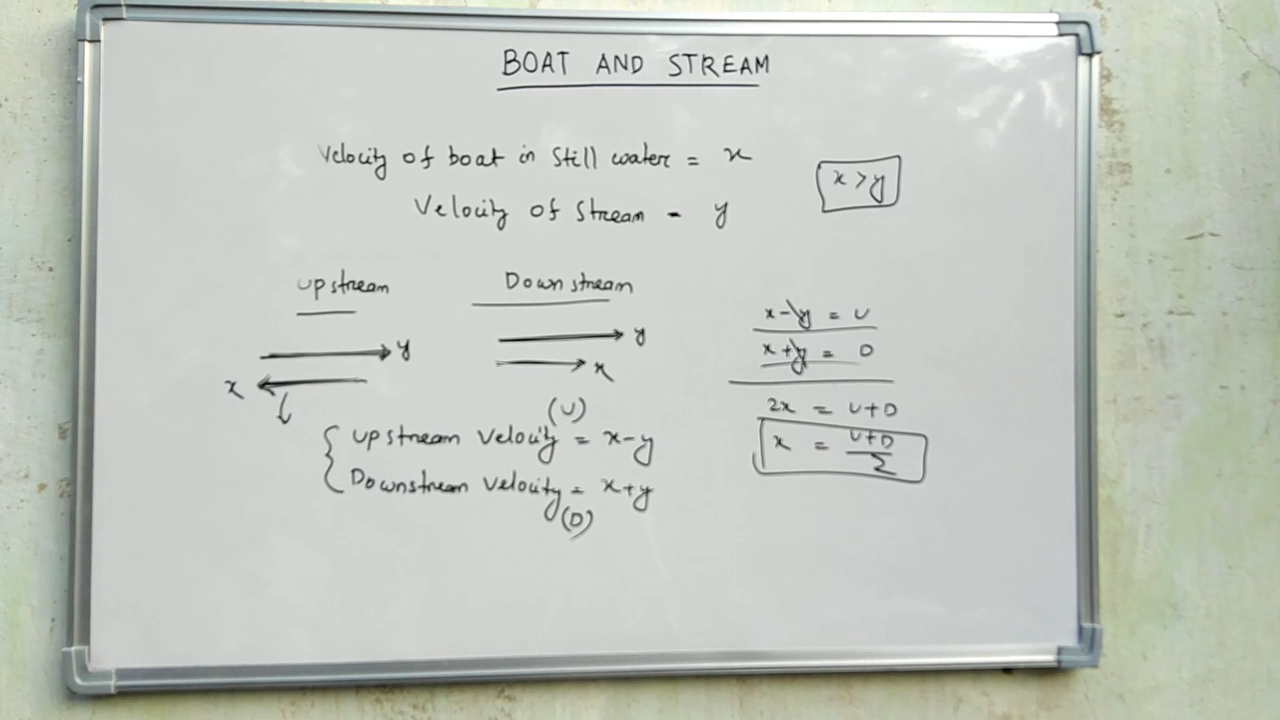 BOAT AND STREAM
Velocity of boat in still water = x
x > y
Velocity of Stream - y
upstream
Downstream
y
x
y
x
x-y = U
x+y = D
2x = U+D
x = U+D/2
(U)
upstream velocity = x-y
Downstream velocity = x+y
(D)